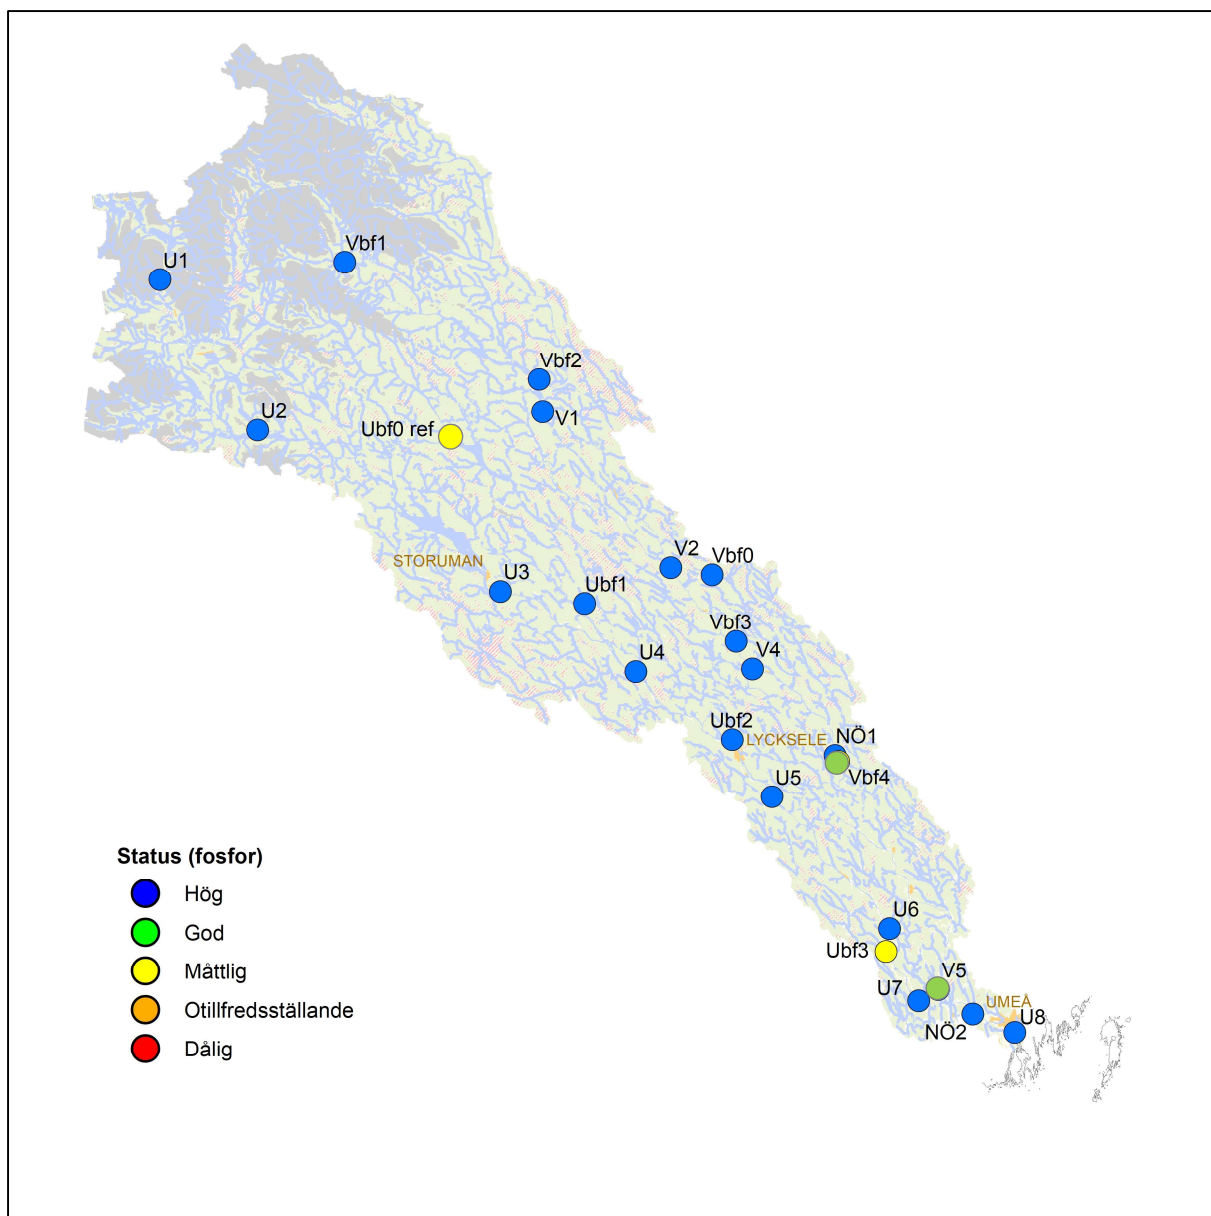 Vbf1
U1
Vbf2
V1
U2
Ubf0 ref
V2
Vbf0
STORUMAN
U3
Ubf1
Vbf3
V4
U4
Ubf2
LYCKSELE
NÖ1
Vbf4
U5
Status (fosfor)
Hög
God
Måttlig
Otillfredsställande
Dålig
U6
Ubf3
V5
U7
UMEÅ
U8
NÖ2